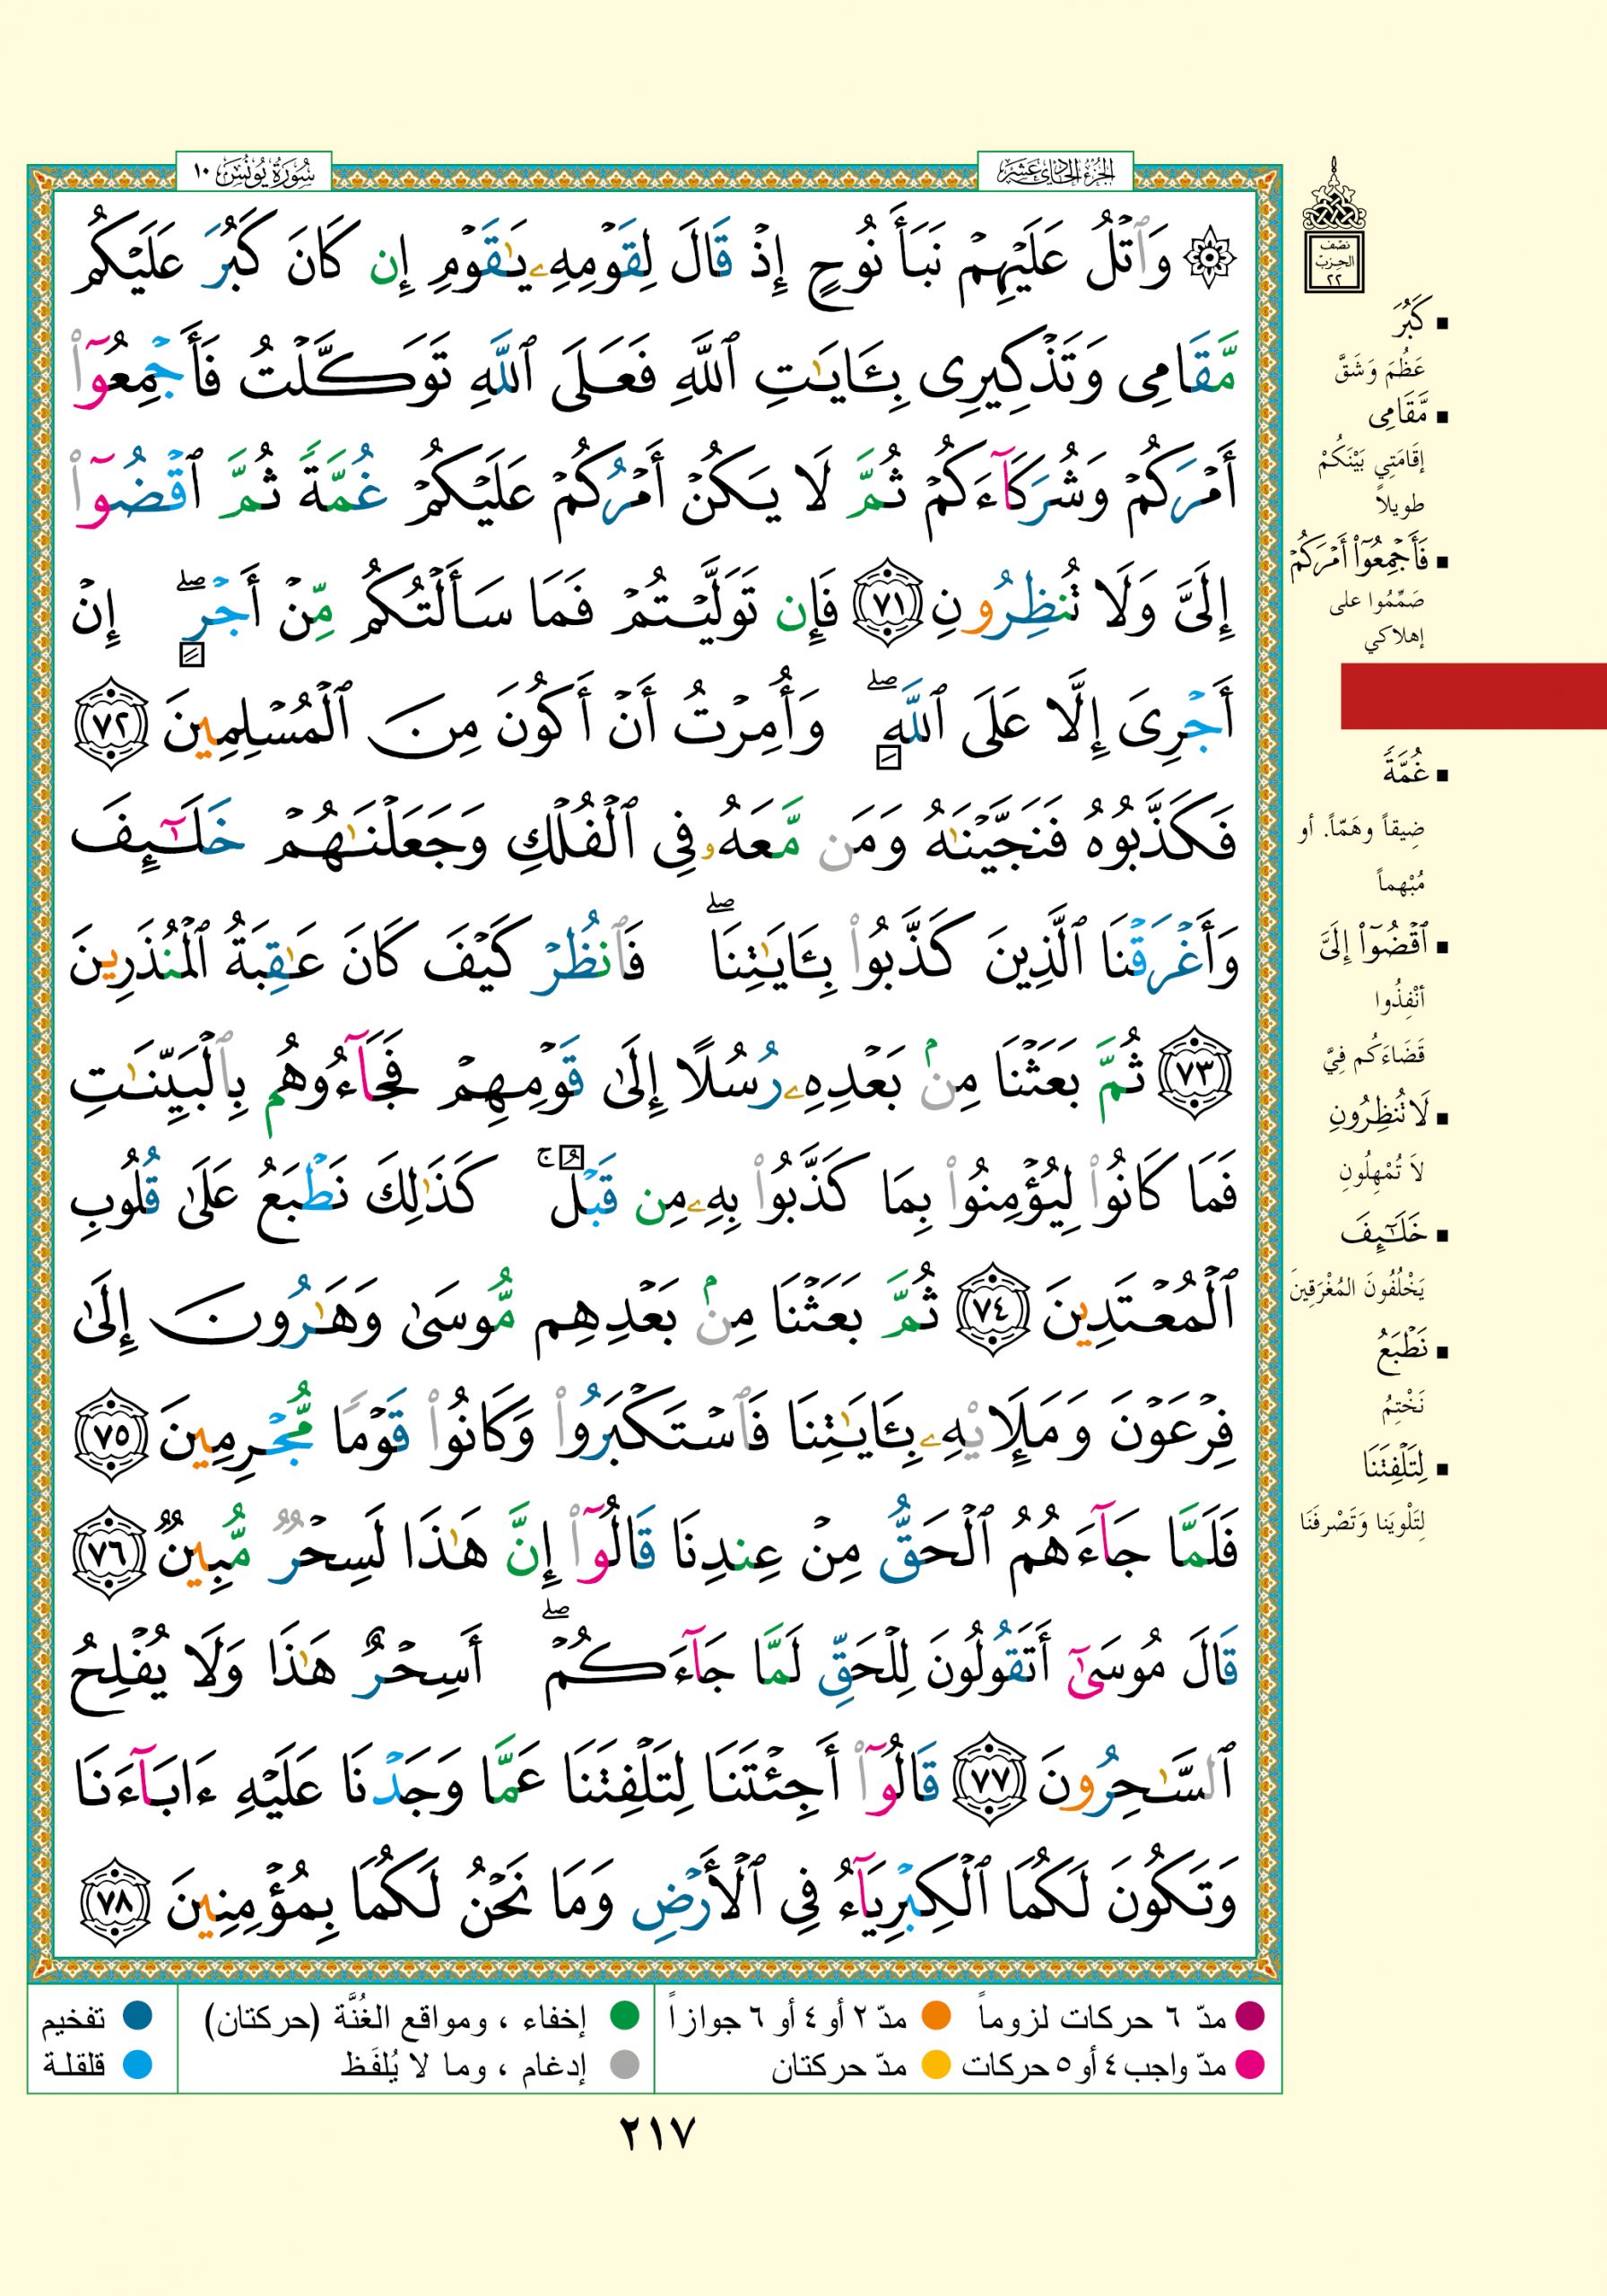 الجزء الحادي عشر
سورة يونس ١٠
۞ وَٱتۡلُ عَلَيۡهِمۡ نَبَأَ نُوحٍ إِذۡ قَالَ لِقَوۡمِهِۦ يَٰقَوۡمِ إِن كَانَ كَبُرَ عَلَيۡكُم
مَّقَامِي وَتَذۡكِيرِي بِـَٔايَٰتِ ٱللَّهِ فَعَلَى ٱللَّهِ تَوَكَّلۡتُ فَأَجۡمِعُوٓاْ
أَمۡرَكُمۡ وَشُرَكَآءَكُمۡ ثُمَّ لَا يَكُنۡ أَمۡرُكُمۡ عَلَيۡكُمۡ غُمَّةٗ ثُمَّ ٱقۡضُوٓاْ
إِلَيَّ وَلَا تُنظِرُونِ ٧١ فَإِن تَوَلَّيۡتُمۡ فَمَا سَأَلۡتُكُم مِّنۡ أَجۡرٍۖ إِنۡ
أَجۡرِيَ إِلَّا عَلَى ٱللَّهِۖ وَأُمِرۡتُ أَنۡ أَكُونَ مِنَ ٱلۡمُسۡلِمِينَ ٧٢
فَكَذَّبُوهُ فَنَجَّيۡنَٰهُ وَمَن مَّعَهُۥ فِي ٱلۡفُلۡكِ وَجَعَلۡنَٰهُمۡ خَلَٰٓئِفَ
وَأَغۡرَقۡنَا ٱلَّذِينَ كَذَّبُواْ بِـَٔايَٰتِنَاۖ فَٱنظُرۡ كَيۡفَ كَانَ عَٰقِبَةُ ٱلۡمُنذَرِينَ
٧٣ ثُمَّ بَعَثۡنَا مِنۢ بَعۡدِهِۦ رُسُلًا إِلَىٰ قَوۡمِهِمۡ فَجَآءُوهُم بِٱلۡبَيِّنَٰتِ
فَمَا كَانُواْ لِيُؤۡمِنُواْ بِمَا كَذَّبُواْ بِهِۦ مِن قَبۡلُۚ كَذَٰلِكَ نَطۡبَعُ عَلَىٰ قُلُوبِ
ٱلۡمُعۡتَدِينَ ٧٤ ثُمَّ بَعَثۡنَا مِنۢ بَعۡدِهِم مُّوسَىٰ وَهَٰرُونَ إِلَىٰ
فِرۡعَوۡنَ وَمَلَإِيْهِۦ بِـَٔايَٰتِنَا فَٱسۡتَكۡبَرُواْ وَكَانُواْ قَوۡمٗا مُّجۡرِمِينَ ٧٥
فَلَمَّا جَآءَهُمُ ٱلۡحَقُّ مِنۡ عِندِنَا قَالُوٓاْ إِنَّ هَٰذَا لَسِحۡرٞ مُّبِينٞ ٧٦
قَالَ مُوسَىٰٓ أَتَقُولُونَ لِلۡحَقِّ لَمَّا جَآءَكُمۡۖ أَسِحۡرٌ هَٰذَا وَلَا يُفۡلِحُ
ٱلسَّٰحِرُونَ ٧٧ قَالُوٓاْ أَجِئۡتَنَا لِتَلۡفِتَنَا عَمَّا وَجَدۡنَا عَلَيۡهِ ءَابَآءَنَا
وَتَكُونَ لَكُمَا ٱلۡكِبۡرِيَآءُ فِي ٱلۡأَرۡضِ وَمَا نَحۡنُ لَكُمَا بِمُؤۡمِنِينَ ٧٨
نصف
الحزب
٢٢
▪ كَبُرَ
عَظُمَ وَشَقَّ
▪ مَّقَامِي
إقَامَتِي بَيْنَكُمْ
طويلاً
▪ فَأَجۡمِعُوٓاْ أَمۡرَكُمۡ
صَمِّمُوا على
إهلاكي
▪ غُمَّةٗ
ضِيقاً وهَمّاً. أو
مُبْهماً
▪ ٱقۡضُوٓاْ إِلَيَّ
أنْفِذُوا
قَضَاءَكُم فِيَّ
▪ لَا تُنظِرُونِ
لاَ تُمْهِلُونِ
▪ خَلَٰٓئِفَ
يَخْلُفُونَ المُغْرَقِينَ
▪ نَطۡبَعُ
نَخْتِمُ
▪ لِتَلۡفِتَنَا
لِتَلْوِيَنا وَتَصْرِفَنَا
مدّ ٦ حركات لزوماً مدّ ٢ أو ٤ أو ٦ جوازاً إخفاء ، ومواقع الغُنَّة (حركتان) تفخيم
مدّ واجب ٤ أو ٥ حركات مدّ حركتان إدغام ، وما لا يُلفَظ قلقلة
٢١٧